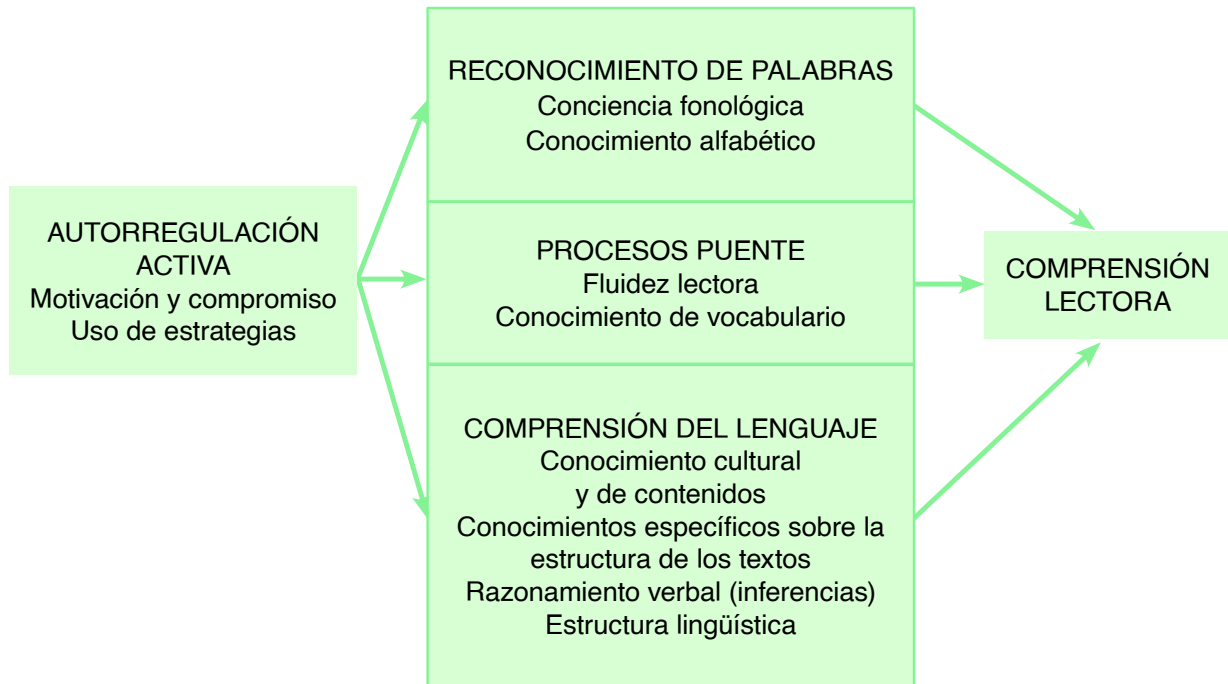 AUTORREGULACIÓN
ACTIVA
Motivación y compromiso
Uso de estrategias
RECONOCIMIENTO DE PALABRAS
Conciencia fonológica
Conocimiento alfabético
PROCESOS PUENTE
Fluidez lectora
Conocimiento de vocabulario
COMPRENSIÓN DEL LENGUAJE
Conocimiento cultural
y de contenidos
Conocimientos específicos sobre la
estructura de los textos
Razonamiento verbal (inferencias)
Estructura lingüística
COMPRENSIÓN
LECTORA